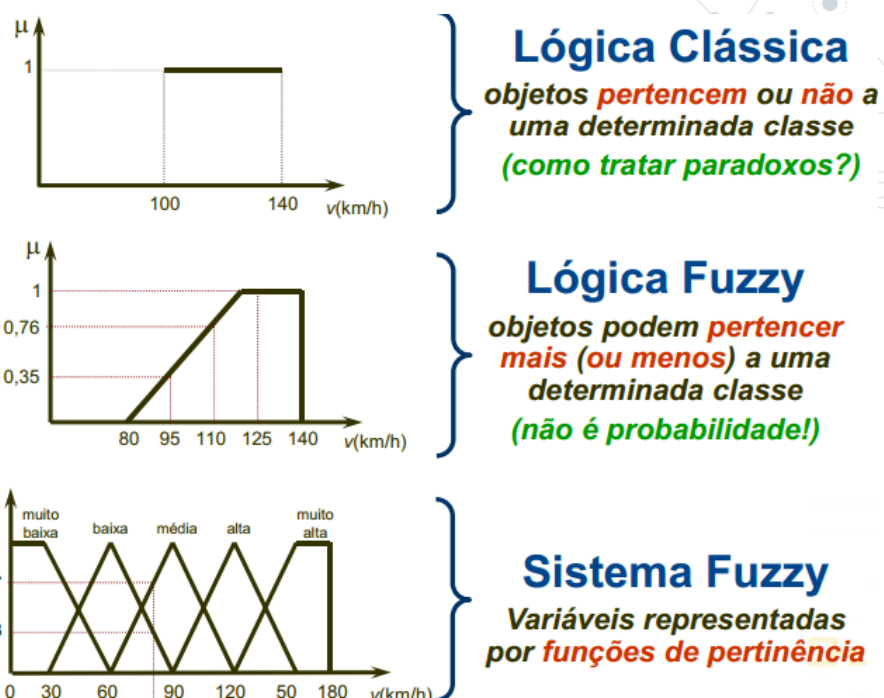 μ
1
100 140 v(km/h)
Lógica Clássica
objetos pertencem ou não a
uma determinada classe
(como tratar paradoxos?)
μ
1
0,76
0,35
80 95 110 125 140 v(km/h)
Lógica Fuzzy
objetos podem pertencer
mais (ou menos) a uma
determinada classe
(não é probabilidade!)
muito
baixa baixa média alta muito
alta
0 30 60 90 120 50 180 v(km/h)
Sistema Fuzzy
Variáveis representadas
por funções de pertinência